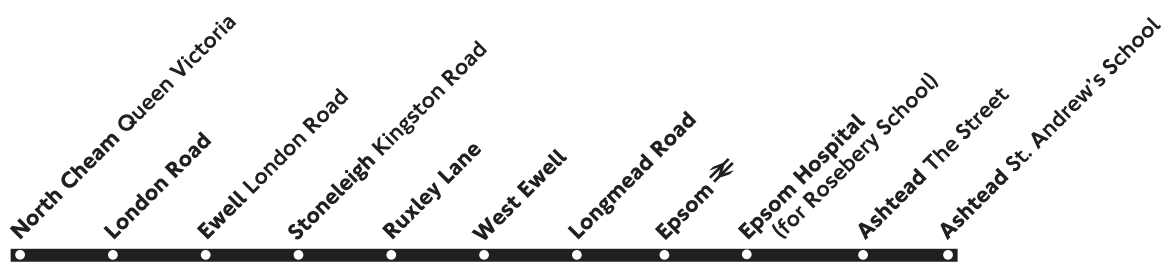 North Cheam Queen Victoria
London Road
Ewell London Road
Stoneleigh Kingston Road
Ruxley Lane
West Ewell
Longmead Road
Epsom
Epsom Hospital
(for Rosebery School)
Ashtead The Street
Ashtead St. Andrew's School